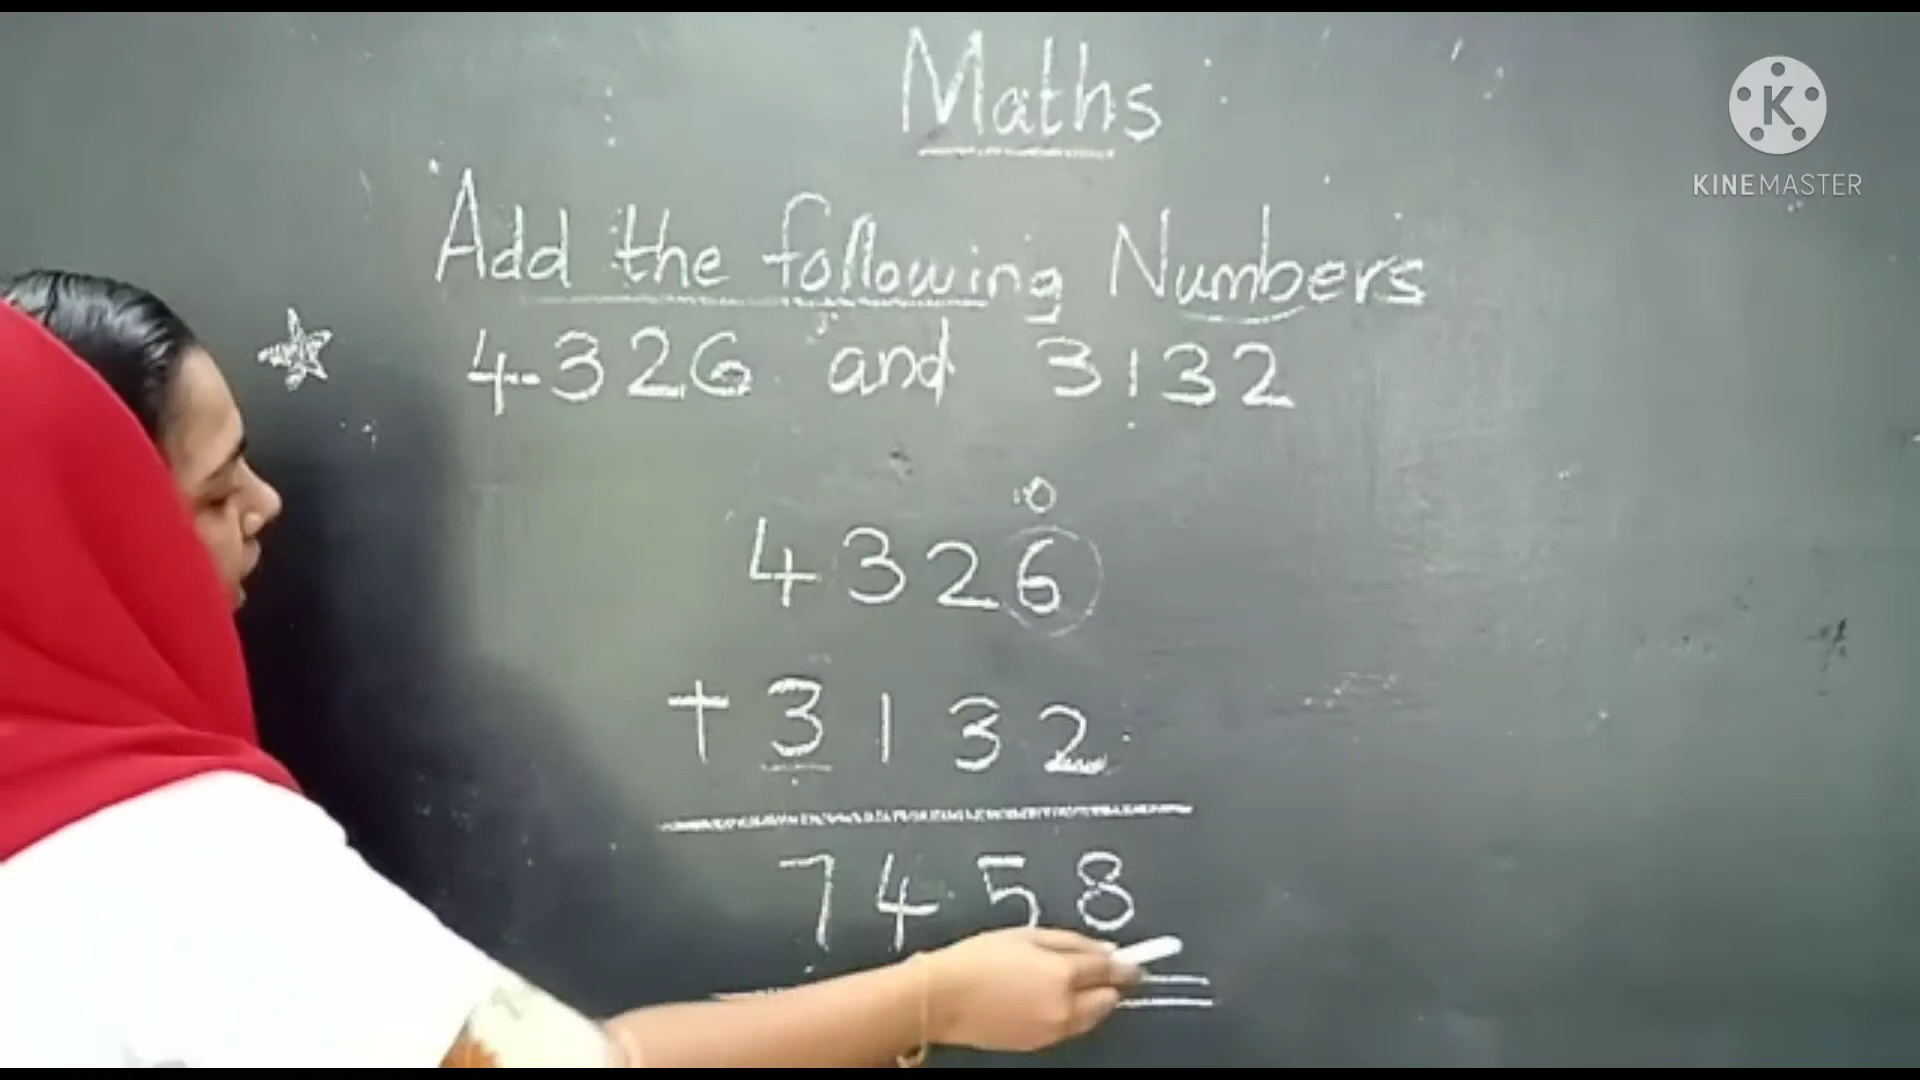 Maths
K
KINEMASTER
Add the following Numbers
4326 and 3132
0
4326
+ 3132
7458